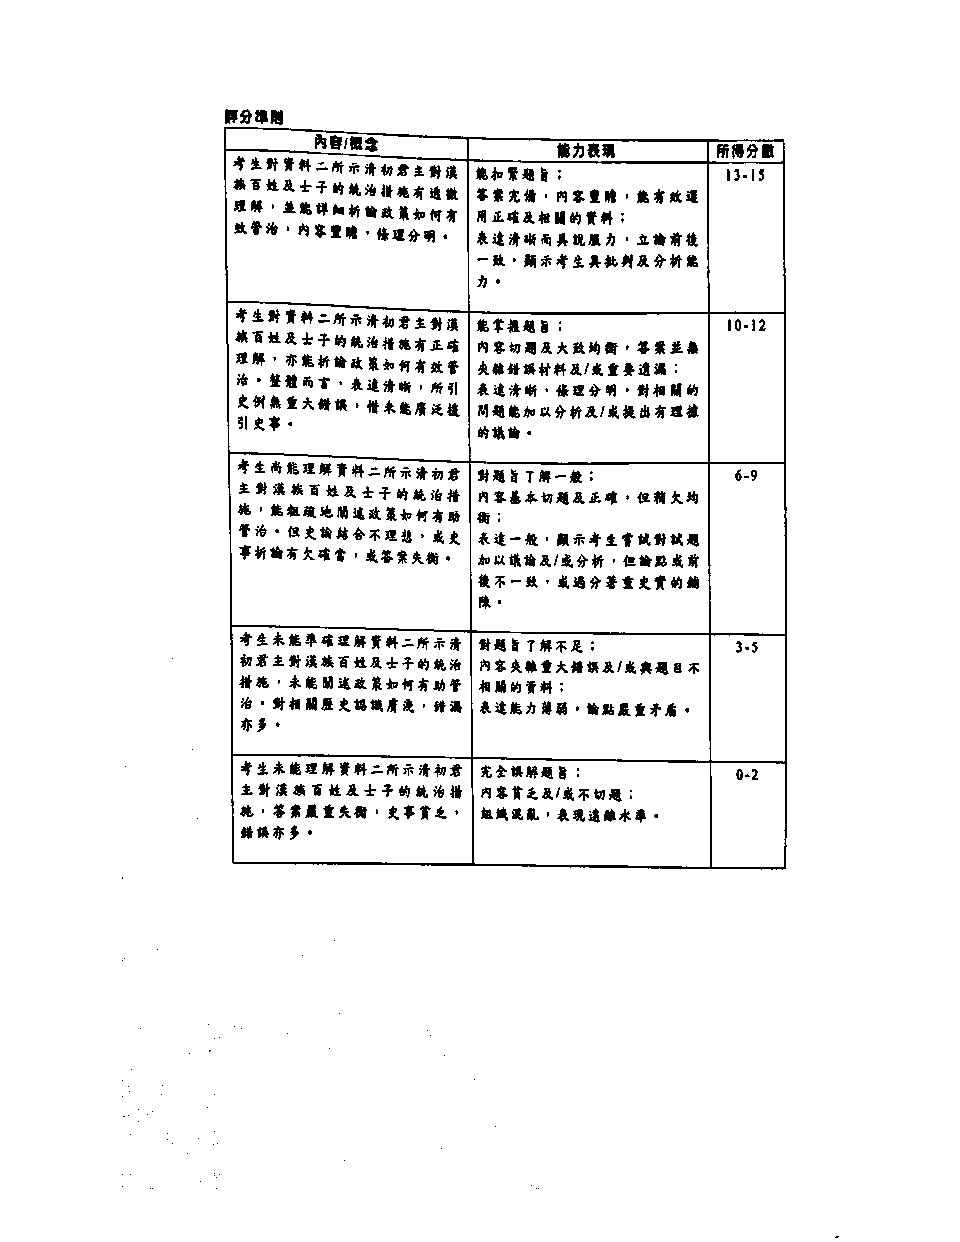 評分準則
內容/概念 能力表現 所得分數
考生對資料二所示清初君主對漢
族百姓及士子的統治措施有透徹
理解，並能詳細析論政策如何有
效管治，內容豐贍，條理分明。
能扣緊題旨；
答案完備，內容豐贍，能有效運
用正確及相關的資料；
表達清晰而具說服力，立論前後
一致，顯示考生具批判及分析能
力。
13-15
考生對資料二所示清初君主對漢
族百姓及士子的統治措施有正確
理解，亦能析論政策如何有效管
治。整體而言，表達清晰，所引
史例無重大錯誤，惜未能廣泛援
引史事。
能掌握題旨；
內容切題及大致均衡，答案並無
夾雜錯誤材料及/或重要遺漏；
表達清晰，條理分明，對相關的
問題能加以分析及/或提出有理據
的議論。
10-12
考生尚能理解資料二所示清初君
主對漢族百姓及士子的統治措
施，能粗疏地闡述政策如何有助
管治。但史論結合不理想，或史
事析論有欠確當，或答案失衡。
對題旨了解一般；
內容基本切題及正確，但稍欠均
衡；
表達一般，顯示考生嘗試對試題
加以議論及/或分析，但論點或前
後不一致，或過分著重史實的鋪
陳。
6-9
考生未能準確理解資料二所示清
初君主對漢族百姓及士子的統治
措施，未能闡述政策如何有助管
治。對相關歷史認識膚淺，錯漏
亦多。
對題旨了解不足；
內容夾雜重大錯誤及/或與題目不
相關的資料；
表達能力薄弱，論點嚴重矛盾。
3-5
考生未能理解資料二所示清初君
主對漢族百姓及士子的統治措
施，答案嚴重失衡，史事貧乏，
錯誤亦多。
完全誤解題旨；
內容貧乏及/或不切題；
組織混亂，表現遠離水準。
0-2